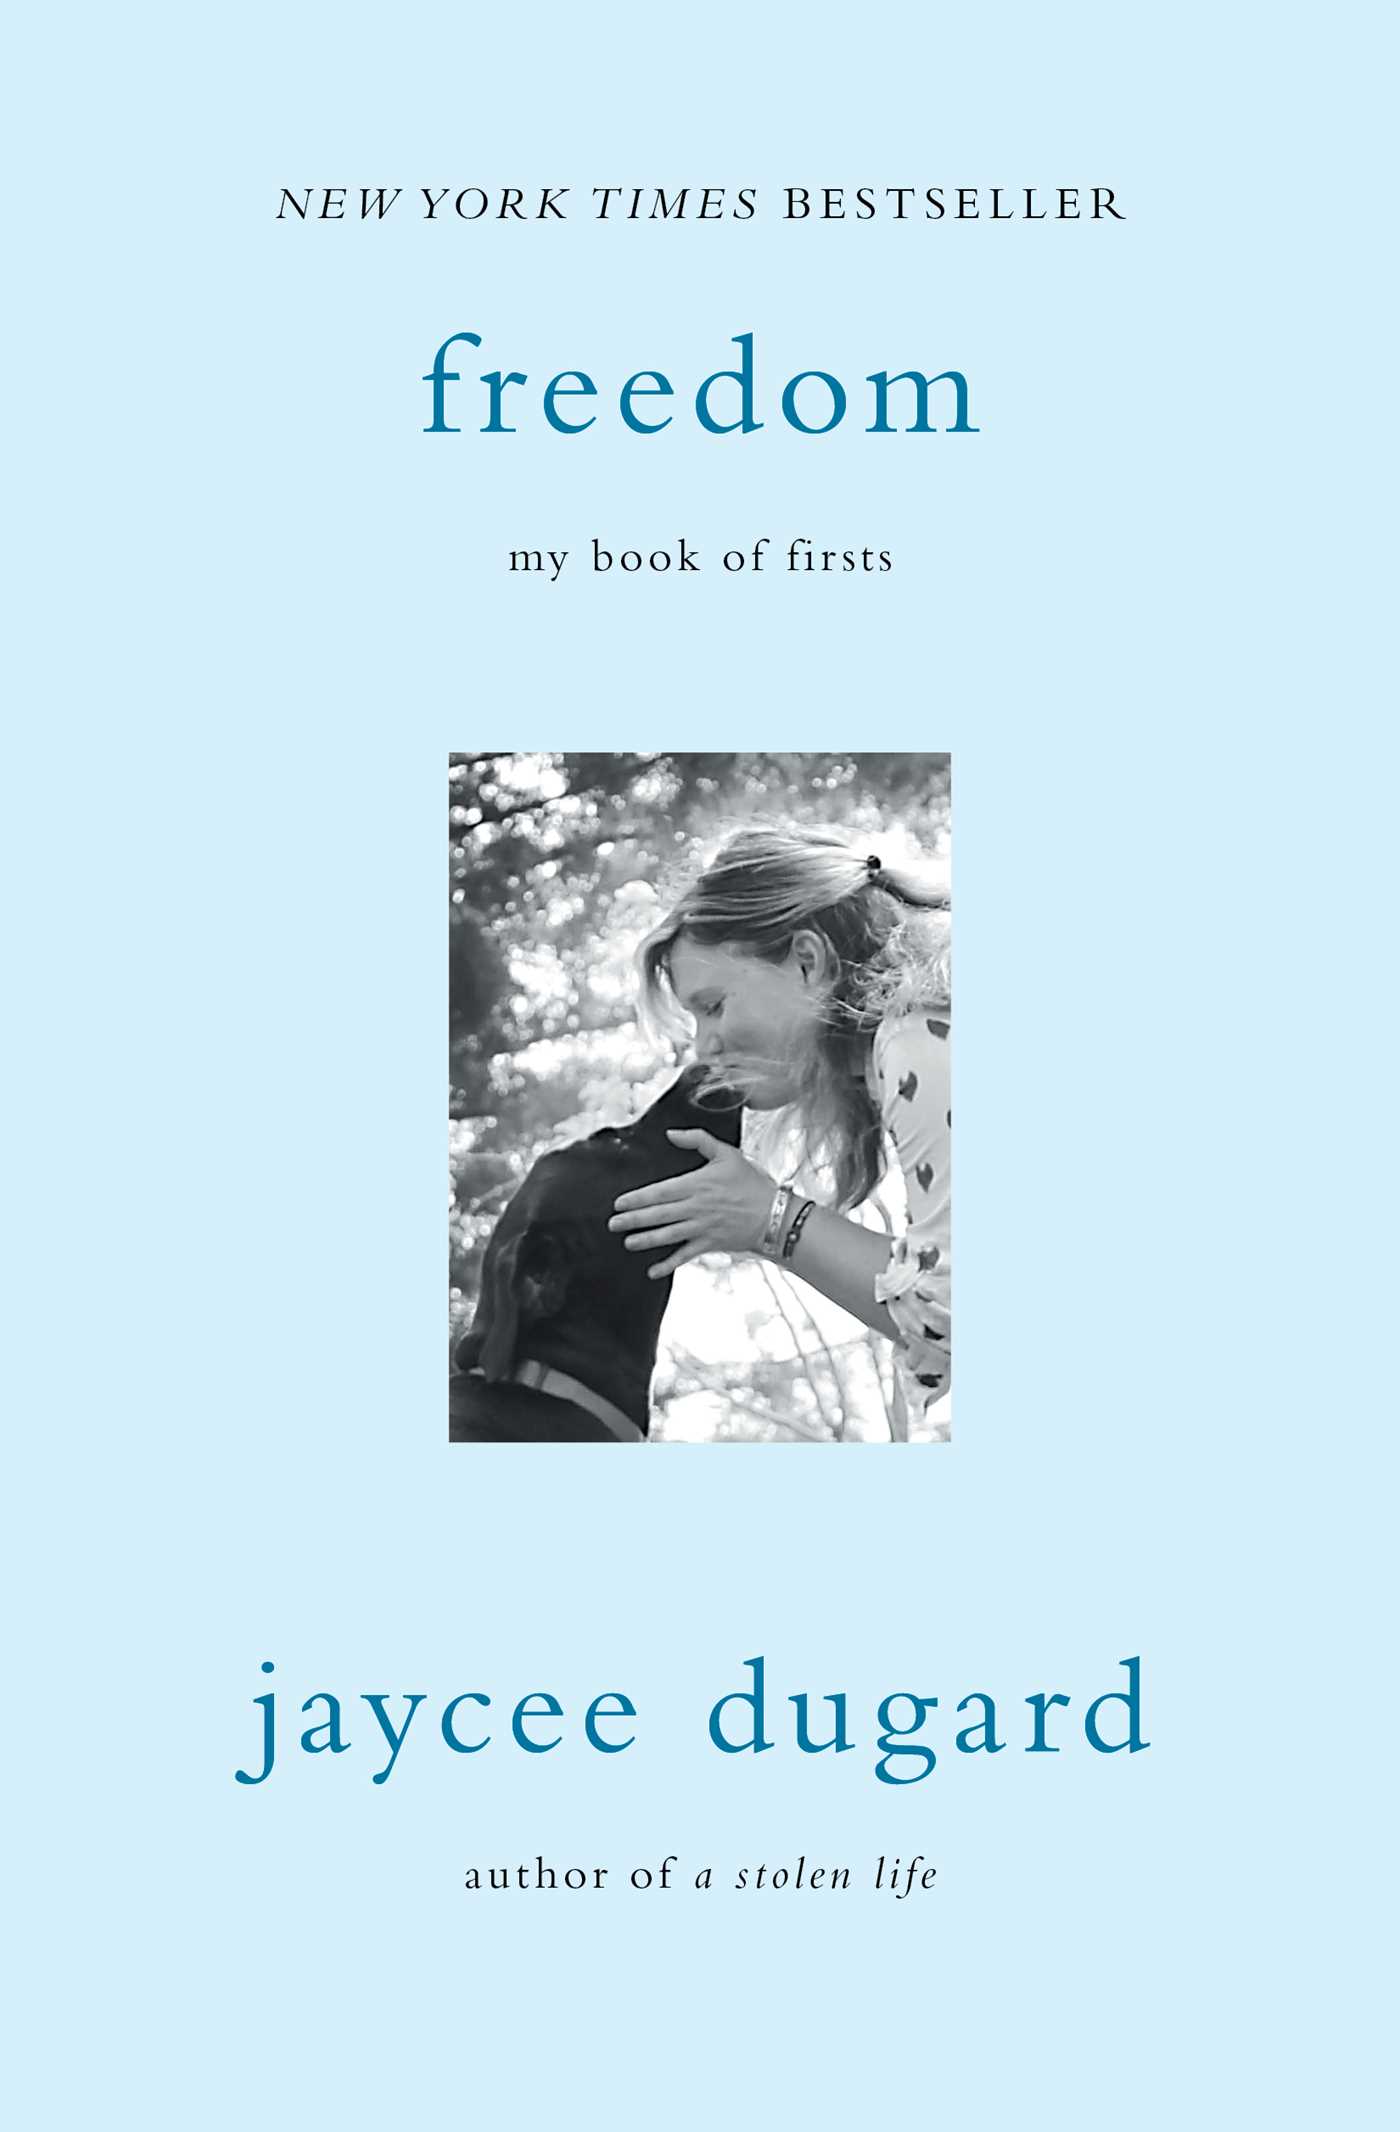 NEW YORK TIMES BESTSELLER
freedom
my book of firsts
jaycee dugard
author of a stolen life